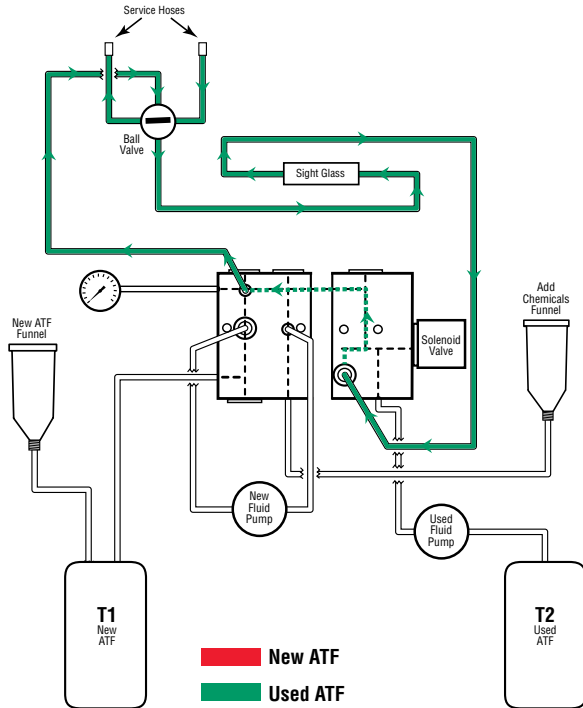 Service Hoses
Ball
Valve
Sight Glass
New ATF
Funnel
Add
Chemicals
Funnel
Solenoid
Valve
New
Fluid
Pump
Used
Fluid
Pump
T1
New
ATF
T2
Used
ATF
New ATF
Used ATF